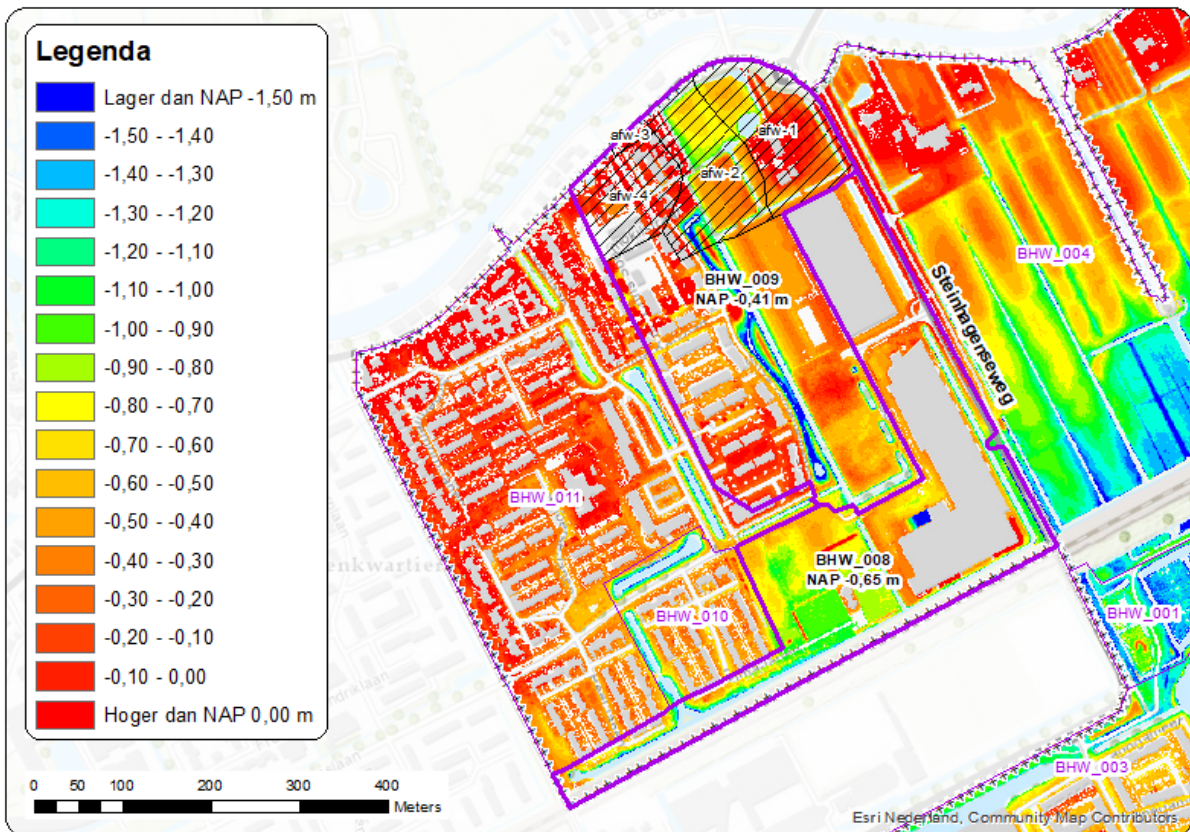 Legenda
Lager dan NAP -1,50 m
-1,50 - -1,40
-1,40 - -1,30
-1,30 - -1,20
-1,20 - -1,10
-1,10 - -1,00
-1,00 - -0,90
-0,90 - -0,80
-0,80 - -0,70
-0,70 - -0,60
-0,60 - -0,50
-0,50 - -0,40
-0,40 - -0,30
-0,30 - -0,20
-0,20 - -0,10
-0,10 - 0,00
Hoger dan NAP 0,00 m
afw-3
afw-1
afw-2
afw-4
BHW_009
NAP -0,41 m
BHW_004
Steinhagenseweg
BHW_011
BHW_008
NAP -0,65 m
BHW_010
BHW_001
BHW_003
0 50 100 200 300 400
Meters
Esri Nederland, Community Map Contributors